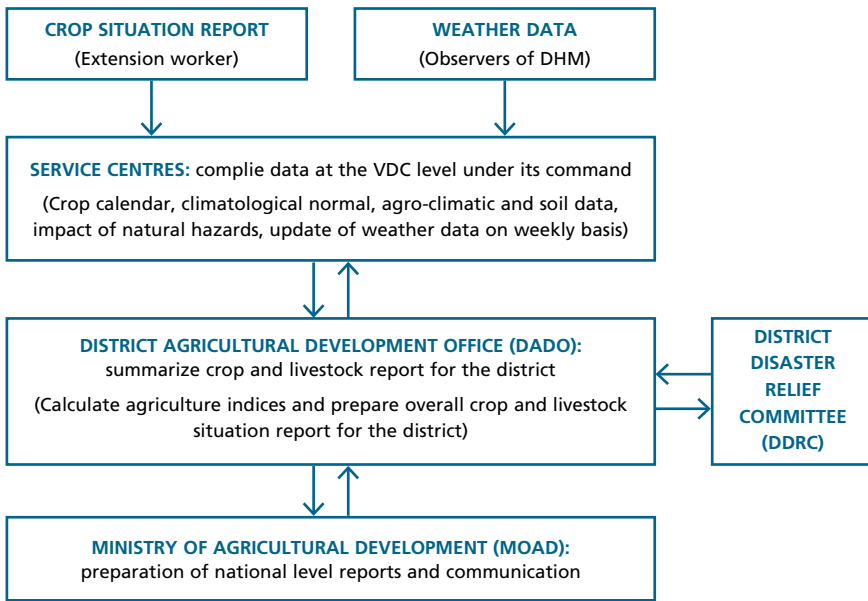 CROP SITUATION REPORT
(Extension worker)
WEATHER DATA
(Observers of DHM)
SERVICE CENTRES: complie data at the VDC level under its command
(Crop calendar, climatological normal, agro-climatic and soil data,
impact of natural hazards, update of weather data on weekly basis)
DISTRICT AGRICULTURAL DEVELOPMENT OFFICE (DADO):
summarize crop and livestock report for the district
(Calculate agriculture indices and prepare overall crop and livestock
situation report for the district)
DISTRICT
DISASTER
RELIEF
COMMITTEE
(DDRC)
MINISTRY OF AGRICULTURAL DEVELOPMENT (MOAD):
preparation of national level reports and communication